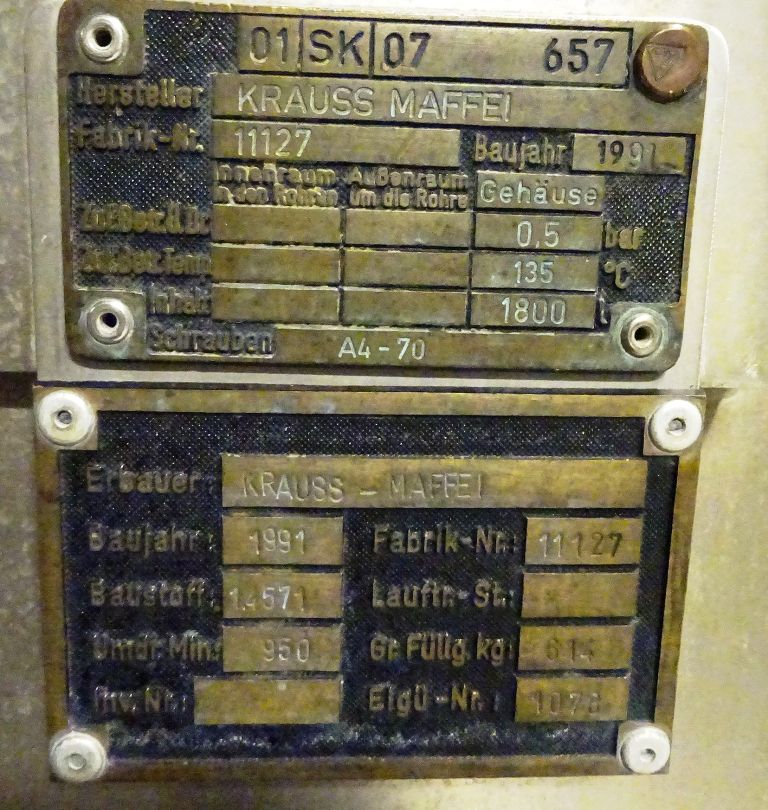 01 SK 07 657
Hersteller KRAUSS MAFFEI
Fabrik-Nr. 11127 Baujahr 1991
Innenraum in den Rohren Außenraum um die Rohre Gehäuse
0,5 bar
135 °C
Inhalt 1800 l
Schrauben A4-70
Erbauer: KRAUSS - MAFFEI
Baujahr: 1991 Fabrik-Nr.: 11127
Baustoff: 1.4571
Umdr. Min.: 950 Gr. Füllg. kg: 614
Inv. Nr.: Eigü-Nr.: 1076